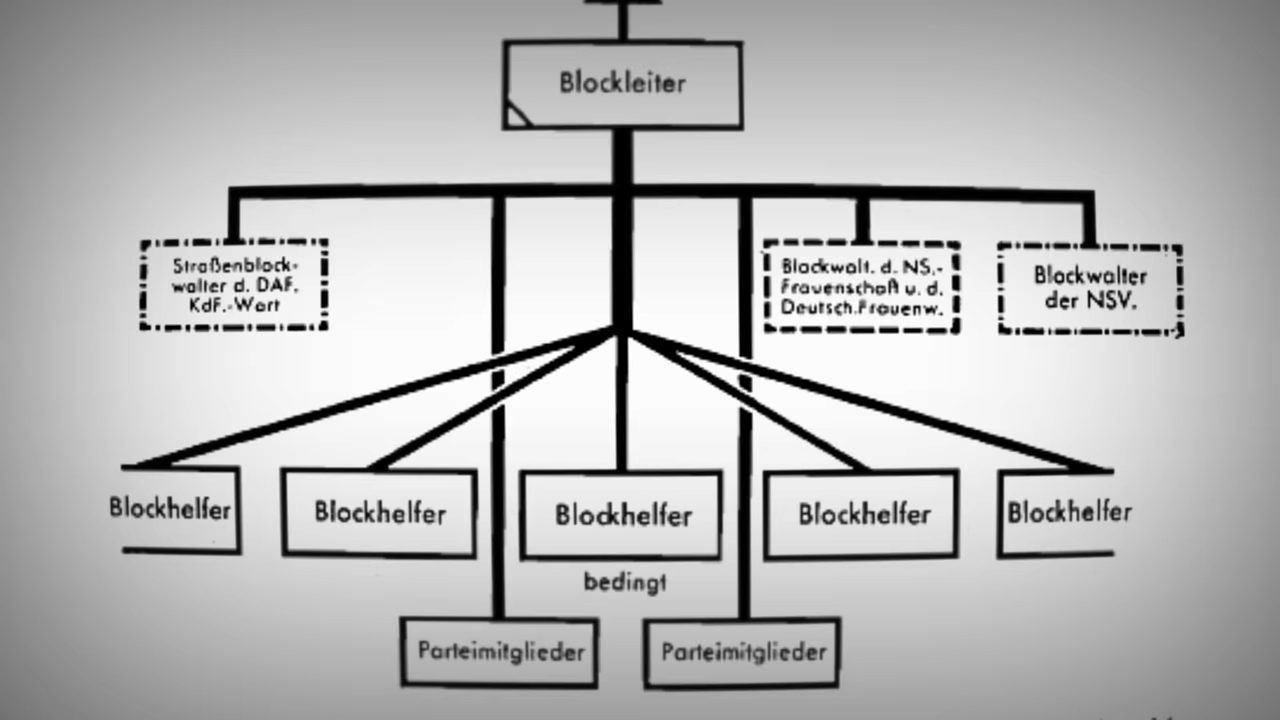 Blockleiter
Straßenblock-
walter d. DAF.
KdF.-Wart
Blockwalt. d. NS.-
Frauenschaft u. d.
Deutsch.Frauenw.
Blockwalter
der NSV.
Blockhelfer
Blockhelfer
Blockhelfer
Blockhelfer
Blockhelfer
bedingt
Parteimitglieder
Parteimitglieder